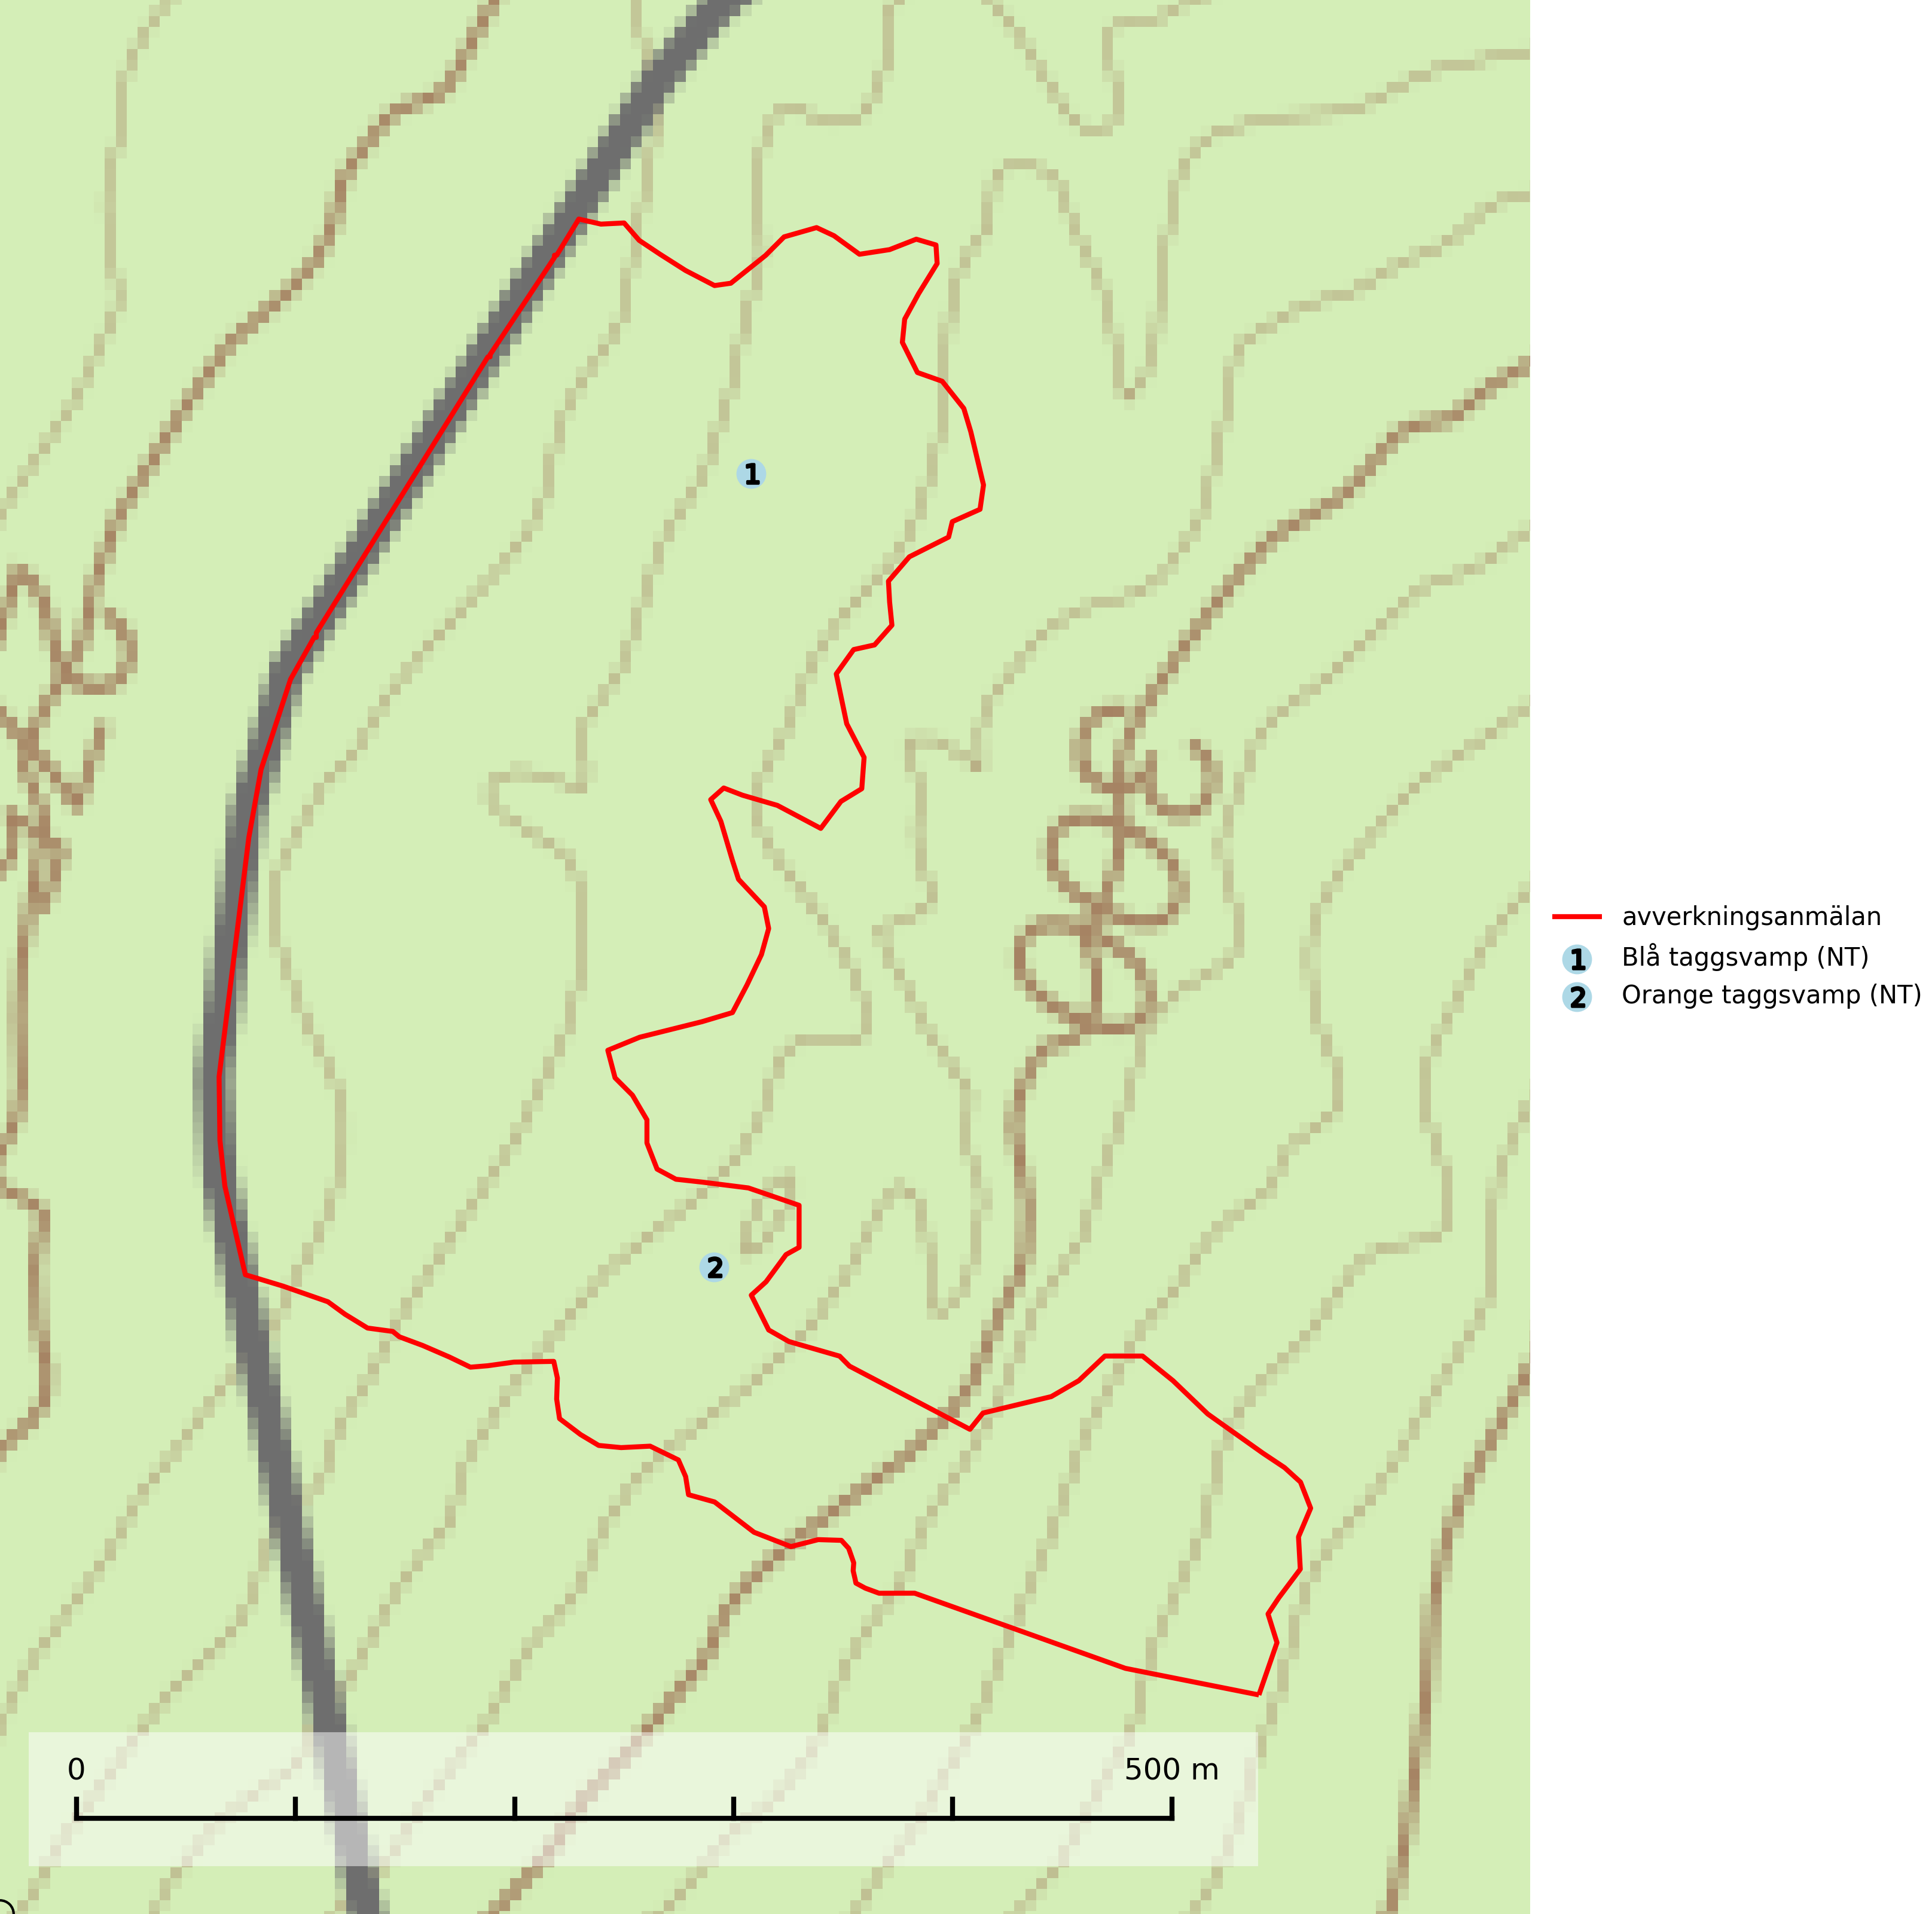 1
2
avverkningsanmälan
1 Blå taggsvamp (NT)
2 Orange taggsvamp (NT)
0 500 m